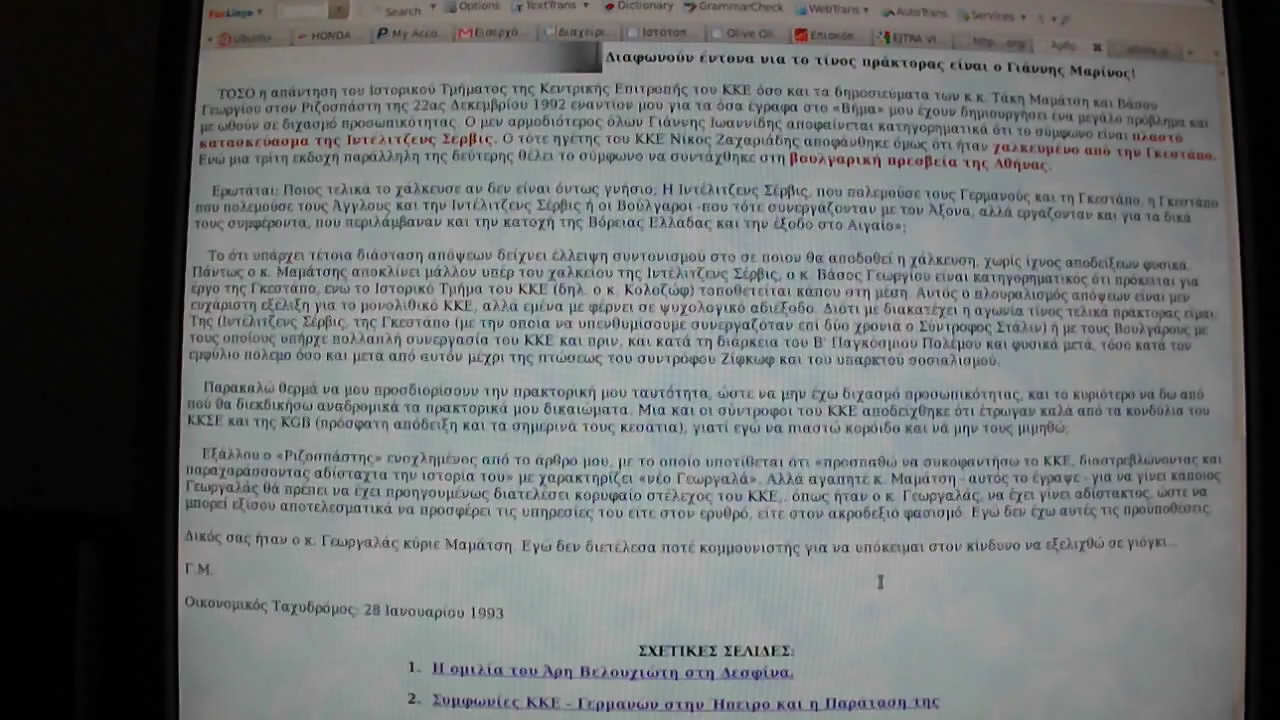 Search Options TextTrans Dictionary GrammarCheck WebTrans AutoTrans Services
Ubuntu HONDA My Acco... Εισερχό... Διαχείρι... Ιστότοπ... Olive Oil... Επισκόπ... EJTRA VI... Άρθρ...
Διαφωνούν έντονα για το τίνος πράκτορας είναι ο Γιάννης Μαρίνος!
ΤΟΣΟ η απάντηση του Ιστορικού Τμήματος της Κεντρικής Επιτροπής του ΚΚΕ όσο και τα δημοσιεύματα των κ.κ. Τάκη Μαμάτση και Βάσου
Γεωργίου στον Ριζοσπάστη της 22ας Δεκεμβρίου 1992 εναντίον μου για τα όσα έγραφα στο «Βήμα» μου έχουν δημιουργήσει ένα μεγάλο πρόβλημα και
με ωθούν σε διχασμό προσωπικότητας. Ο μεν αρμοδιότερος όλων Γιάννης Ιωαννίδης αποφαίνεται κατηγορηματικά ότι το σύμφωνο είναι πλαστό
κατασκεύασμα της Ιντέλιτζενς Σέρβις. Ο τότε ηγέτης του ΚΚΕ Νίκος Ζαχαριάδης αποφάνθηκε όμως ότι ήταν χαλκευμένο από την Γκεστάπο.
Ενώ μια τρίτη εκδοχή παράλληλη της δεύτερης θέλει το σύμφωνο να συντάχθηκε στη βουλγαρική πρεσβεία της Αθήνας.
Ερωτάται: Ποιος τελικά το χάλκευσε αν δεν είναι όντως γνήσιο; Η Ιντέλιτζενς Σέρβις, που πολεμούσε τους Γερμανούς και τη Γκεστάπο, η Γκεστάπο
που πολεμούσε τους Άγγλους και την Ιντέλιτζενς Σέρβις ή οι Βούλγαροι -που τότε συνεργάζονταν με τον Άξονα, αλλά εργάζονταν και για τα δικά
τους συμφέροντα, που περιλάμβαναν και την κατοχή της Βόρειας Ελλάδας και την έξοδο στο Αιγαίο»;
Το ότι υπάρχει τέτοια διάσταση απόψεων δείχνει έλλειψη συντονισμού στο σε ποιον θα αποδοθεί η χάλκευση, χωρίς ίχνος αποδείξεων φυσικά.
Πάντως ο κ. Μαμάτσης αποκλίνει μάλλον υπέρ του χαλκείου της Ιντέλιτζενς Σέρβις, ο κ. Βάσος Γεωργίου είναι κατηγορηματικός ότι πρόκειται για
έργο της Γκεστάπο, ενώ το Ιστορικό Τμήμα του ΚΚΕ (δηλ. ο κ. Κολοζώφ) τοποθετείται κάπου στη μέση. Αυτός ο πλουραλισμός απόψεων είναι μεν
ευχάριστη εξέλιξη για το μονολιθικό ΚΚΕ, αλλά εμένα με φέρνει σε ψυχολογικό αδιέξοδο. Διότι με διακατέχει η αγωνία τίνος τελικά πράκτορας είμαι:
Της (Ιντέλιτζενς Σέρβις, της Γκεστάπο (με την οποία να υπενθυμίσουμε συνεργαζόταν επί δύο χρόνια ο Σύντροφος Στάλιν) ή με τους Βουλγάρους με
τους οποίους υπήρχε πολλαπλή συνεργασία του ΚΚΕ και πριν, και κατά τη διάρκεια του Β' Παγκοσμίου Πολέμου και φυσικά μετά, τόσο κατά τον
εμφύλιο πόλεμο όσο και μετά από αυτόν μέχρι της πτώσεως του συντρόφου Ζίφκωφ και του υπαρκτού σοσιαλισμού.
Παρακαλώ θερμά να μου προσδιορίσουν την πρακτορική μου ταυτότητα, ώστε να μην έχω διχασμό προσωπικότητας, και το κυριότερο να δω από
πού θα διεκδικήσω αναδρομικά τα πρακτορικά μου δικαιώματα. Μια και οι σύντροφοι του ΚΚΕ αποδείχθηκε ότι έτρωγαν καλά από τα κονδύλια του
ΚΚΣΕ και της KGB (πρόσφατη απόδειξη και τα σημερινά τους κεσάτια), γιατί εγώ να πιαστώ κορόιδο και να μην τους μιμηθώ;
Εξάλλου ο «Ριζοσπάστης» ενοχλημένος από το άρθρο μου, με το οποίο υποτίθεται ότι «προσπαθώ να συκοφαντήσω το ΚΚΕ, διαστρεβλώνοντας και
παραχαράσσοντας αδίσταχτα την ιστορία του» με χαρακτηρίζει «νέο Γεωργαλά». Αλλά αγαπητέ κ. Μαμάτση - αυτός το έγραψε - για να γίνει κάποιος
Γεωργαλάς θα πρέπει να έχει προηγουμένως διατελέσει κορυφαίο στέλεχος του ΚΚΕ,. όπως ήταν ο κ. Γεωργαλάς, να έχει γίνει αδίστακτος, ώστε να
μπορεί εξίσου αποτελεσματικά να προσφέρει τις υπηρεσίες του είτε στον ερυθρό, είτε στον ακροδεξιό φασισμό. Εγώ δεν έχω αυτές τις προϋποθέσεις.
Δικός σας ήταν ο κ. Γεωργαλάς κύριε Μαμάτση. Εγώ δεν διετέλεσα ποτέ κομμουνιστής για να υπόκειμαι στον κίνδυνο να εξελιχθώ σε γιόγκι...
Γ.Μ.
Οικονομικός Ταχυδρόμος: 28 Ιανουαρίου 1993
ΣΧΕΤΙΚΕΣ ΣΕΛΙΔΕΣ:
1. Η ομιλία του Άρη Βελουχιώτη στη Δεσφίνα.
2. Συμφωνίες ΚΚΕ - Γερμανών στην Ήπειρο και η Παράταση της